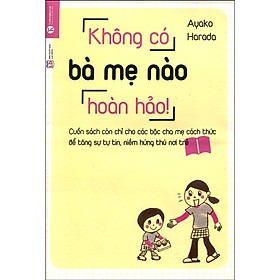 Ayako
Harada
Không có
bà mẹ nào
hoàn hảo!
Cuốn sách còn chỉ cho các bậc cha mẹ cách thức
để tăng sự tự tin, niềm hứng thú nơi trẻ